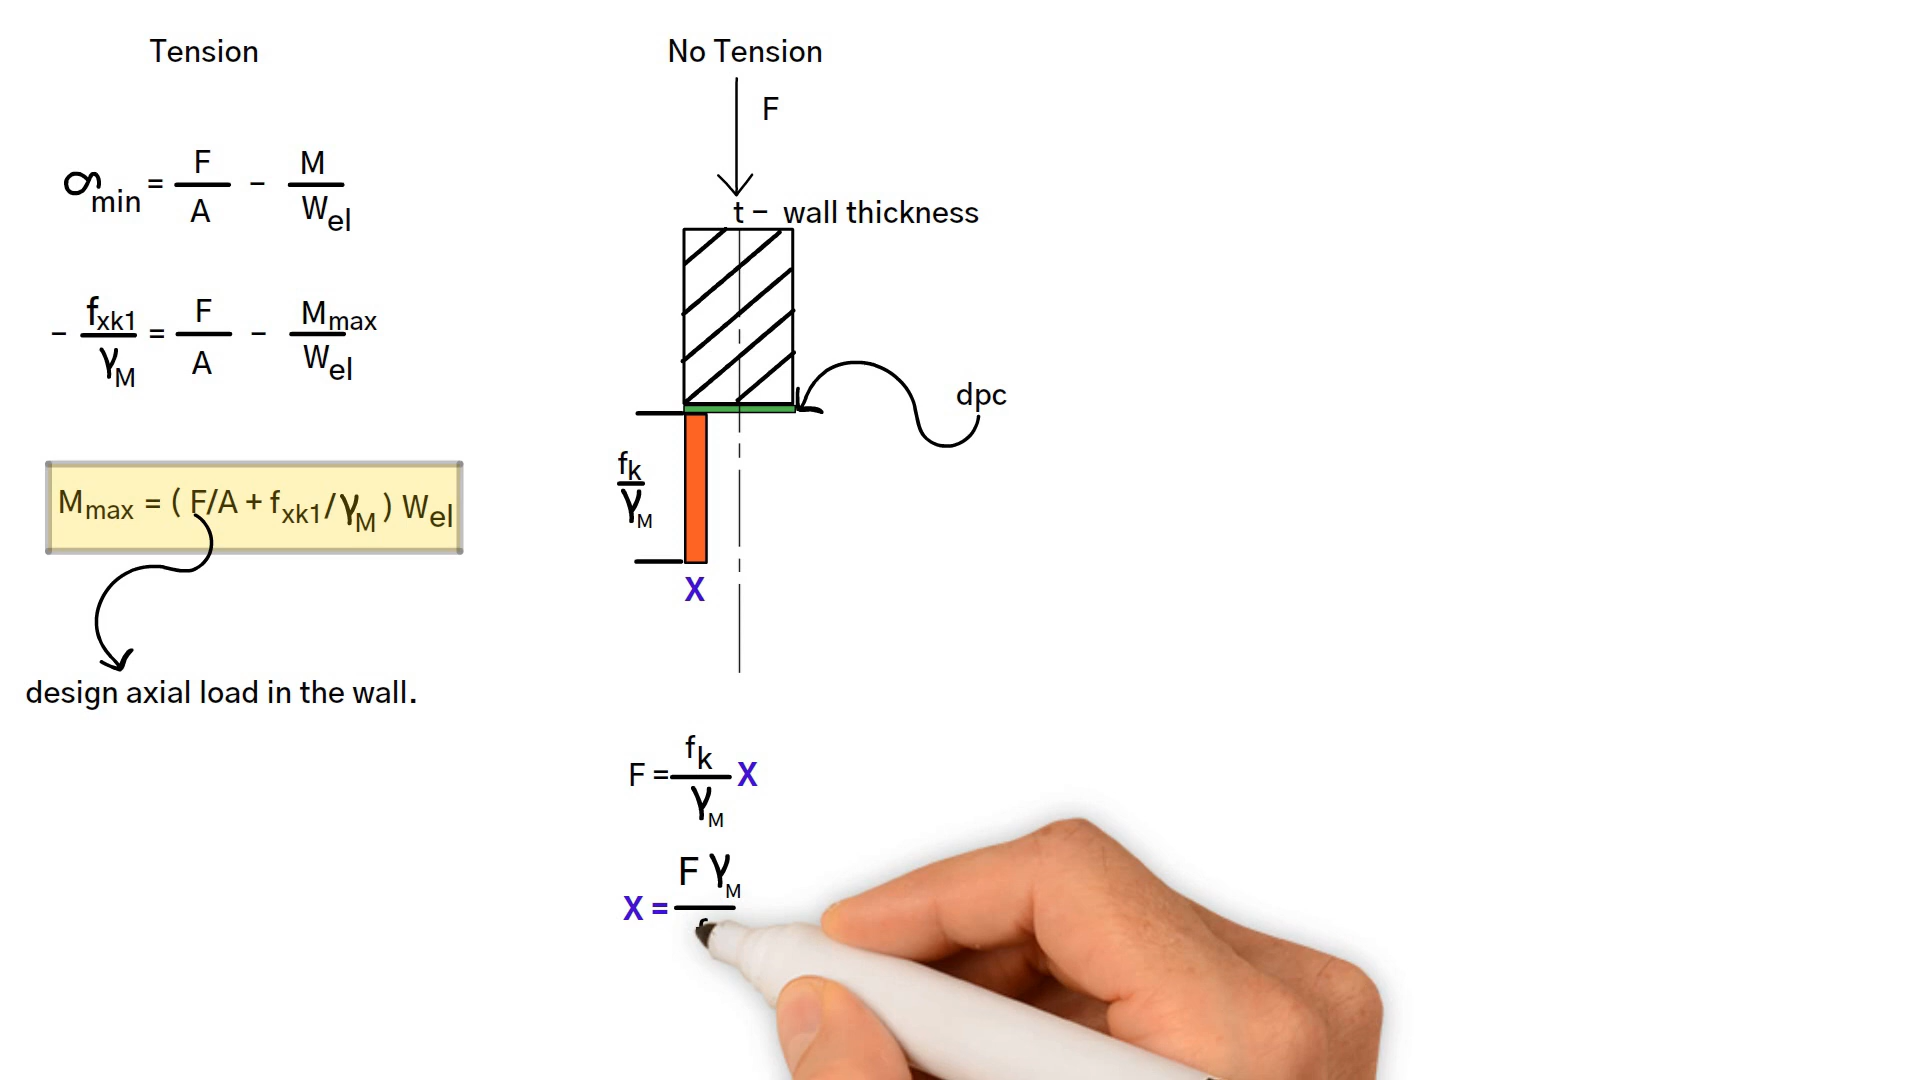 Tension
σmin = F/A - M/Wel
- fxk1/γM = F/A - Mmax/Wel
Mmax = ( F/A + fxk1/γM ) Wel
design axial load in the wall.
No Tension
F
t - wall thickness
dpc
fk/γM
X
F = fk/γM X
X = F γM / f